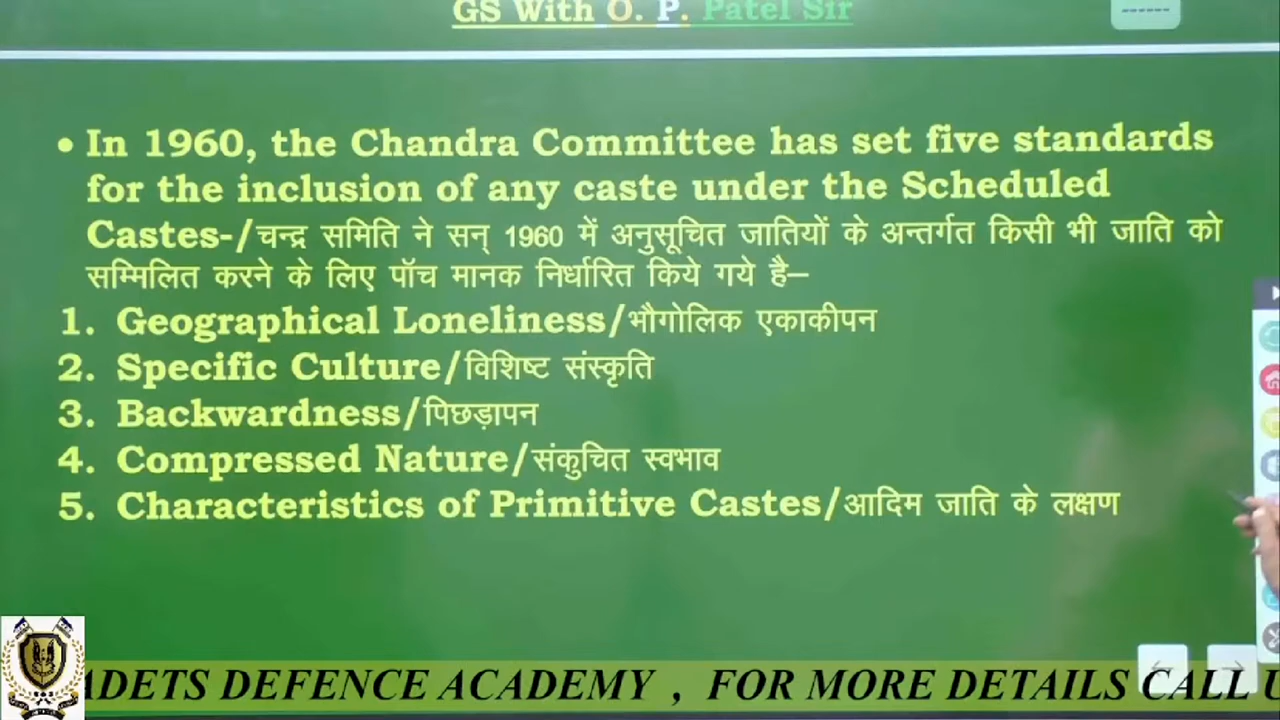 GS With O. P. Patel Sir
• In 1960, the Chandra Committee has set five standards
for the inclusion of any caste under the Scheduled
Castes-/चन्द्र समिति ने सन् 1960 में अनुसूचित जातियों के अन्तर्गत किसी भी जाति को
सम्मिलित करने के लिए पॉच मानक निर्धारित किये गये है–
1. Geographical Loneliness/भौगोलिक एकाकीपन
2. Specific Culture/विशिष्ट संस्कृति
3. Backwardness/पिछड़ापन
4. Compressed Nature/संकुचित स्वभाव
5. Characteristics of Primitive Castes/आदिम जाति के लक्षण
ADETS DEFENCE ACADEMY , FOR MORE DETAILS CALL U